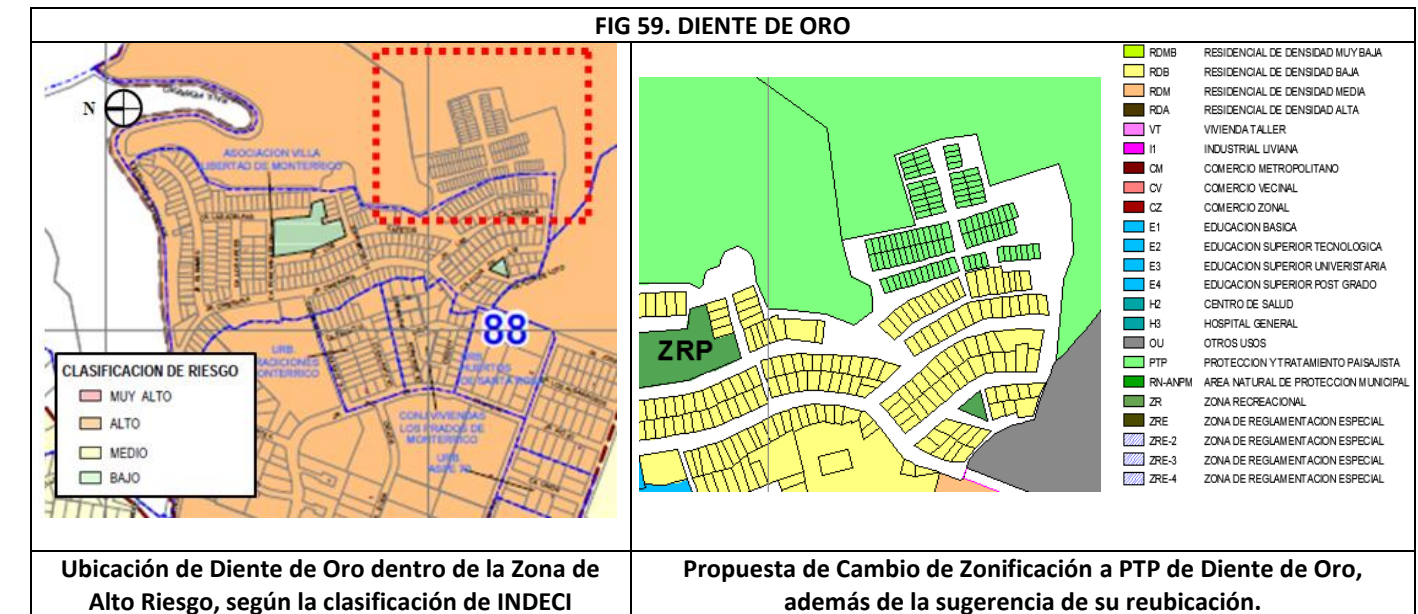 FIG 59. DIENTE DE ORO
N
ASOCIACION VILLA
LIBERTAD DE MONTERRICO
88
URB.
TRADICIONES
MONTERRICO
URB.
HUERTOS
DE SANTA ROSA
CONJ.VIVIENDAS
LOS PRADOS DE
MONTERRICO
URB.
CLASIFICACION DE RIESGO
MUY ALTO
ALTO
MEDIO
BAJO
ZRP
RDMB RESIDENCIAL DE DENSIDAD MUY BAJA
RDB RESIDENCIAL DE DENSIDAD BAJA
RDM RESIDENCIAL DE DENSIDAD MEDIA
RDA RESIDENCIAL DE DENSIDAD ALTA
VT VIVIENDA TALLER
I1 INDUSTRIAL LIVIANA
CM COMERCIO METROPOLITANO
CV COMERCIO VECINAL
CZ COMERCIO ZONAL
E1 EDUCACION BASICA
E2 EDUCACION SUPERIOR TECNOLOGICA
E3 EDUCACION SUPERIOR UNIVERISTARIA
E4 EDUCACION SUPERIOR POST GRADO
H2 CENTRO DE SALUD
H3 HOSPITAL GENERAL
OU OTROS USOS
PTP PROTECCION Y TRATAMIENTO PAISAJISTA
RN-ANPM AREA NATURAL DE PROTECCION MUNICIPAL
ZR ZONA RECREACIONAL
ZRE ZONA DE REGLAMENTACION ESPECIAL
ZRE-2 ZONA DE REGLAMENTACION ESPECIAL
ZRE-3 ZONA DE REGLAMENTACION ESPECIAL
ZRE-4 ZONA DE REGLAMENTACION ESPECIAL
Ubicación de Diente de Oro dentro de la Zona de
Alto Riesgo, según la clasificación de INDECI
Propuesta de Cambio de Zonificación a PTP de Diente de Oro,
además de la sugerencia de su reubicación.